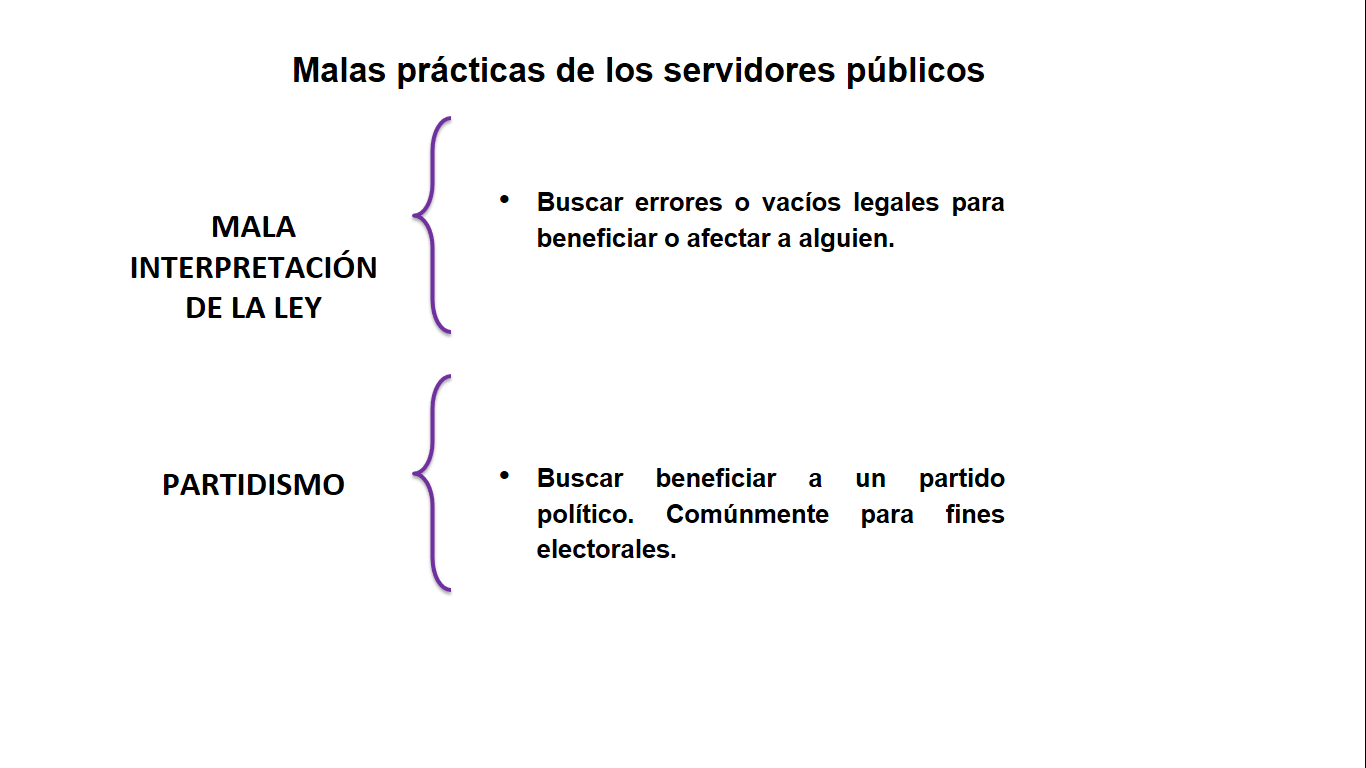 Malas prácticas de los servidores públicos
MALA
INTERPRETACIÓN
DE LA LEY
• Buscar errores o vacíos legales para
beneficiar o afectar a alguien.
PARTIDISMO
• Buscar beneficiar a un partido
político. Comúnmente para fines
electorales.